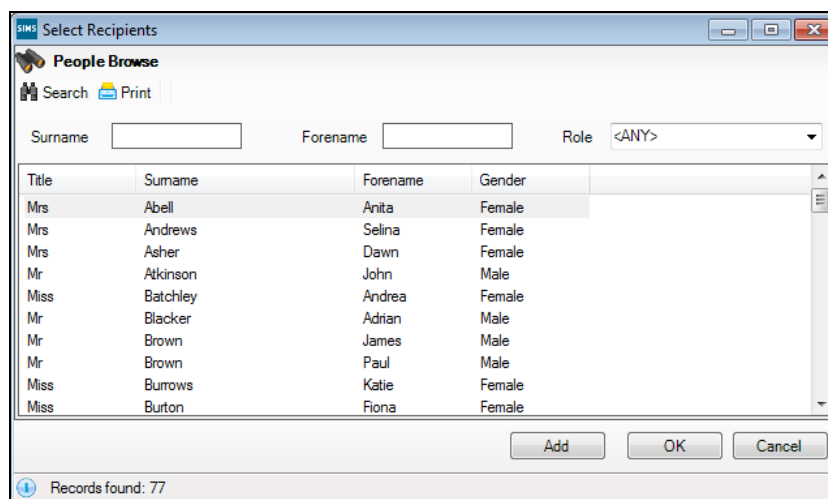 SIMS Select Recipients
People Browse
Search Print
Surname Forename Role <ANY>
Title Surname Forename Gender
Mrs Abell Anita Female
Mrs Andrews Selina Female
Mrs Asher Dawn Female
Mr Atkinson John Male
Miss Batchley Andrea Female
Mr Blacker Adrian Male
Mr Brown James Male
Mr Brown Paul Male
Miss Burrows Katie Female
Miss Burton Fiona Female
Add OK Cancel
Records found: 77